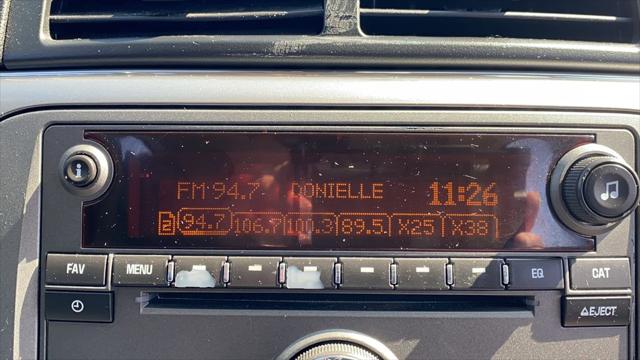 FM 94.7 DONIELLE 11:26
2 94.7 106.7 100.3 89.5 X25 X38
i
FAV MENU EQ CAT
EJECT